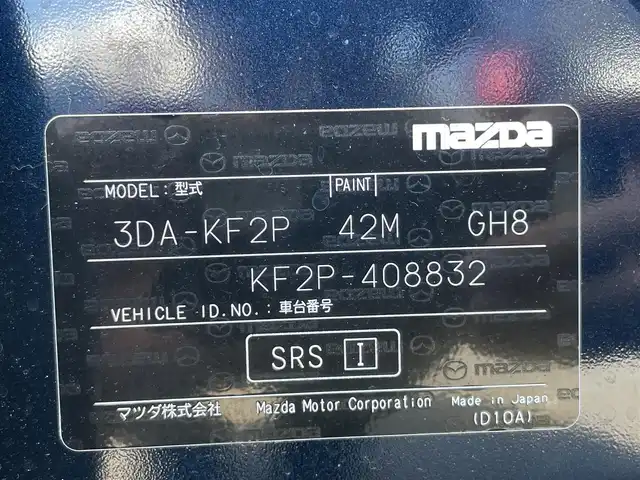 mazda
MODEL: 型式 PAINT
3DA-KF2P 42M GH8
KF2P-408832
VEHICLE ID.NO.: 車台番号
SRS I
マツダ株式会社 Mazda Motor Corporation Made in Japan
(D10A)